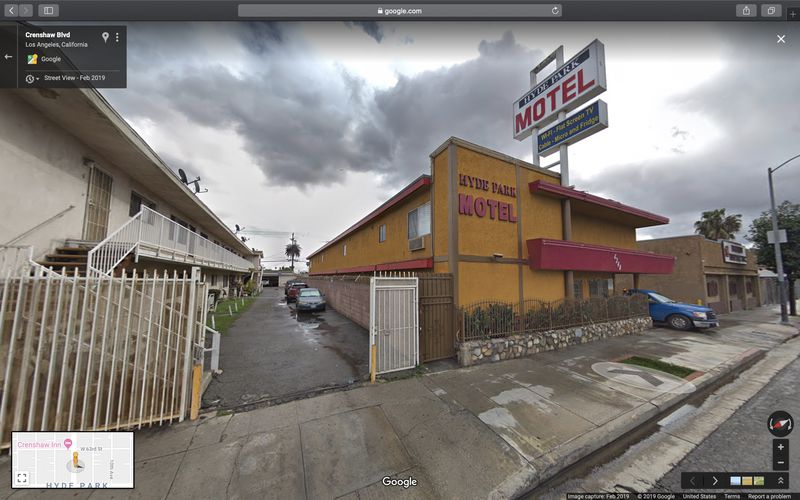 google.com
Crenshaw Blvd
Los Angeles, California
Google
Street View - Feb 2019
HYDE PARK
MOTEL
WI-FI - Flat Screen TV
Cable - Micro and Fridge
HYDE PARK
MOTEL
Crenshaw Inn
W 63rd St
HYDE PARK
Google
Image capture: Feb 2019
© 2019 Google
United States
Terms
Report a problem